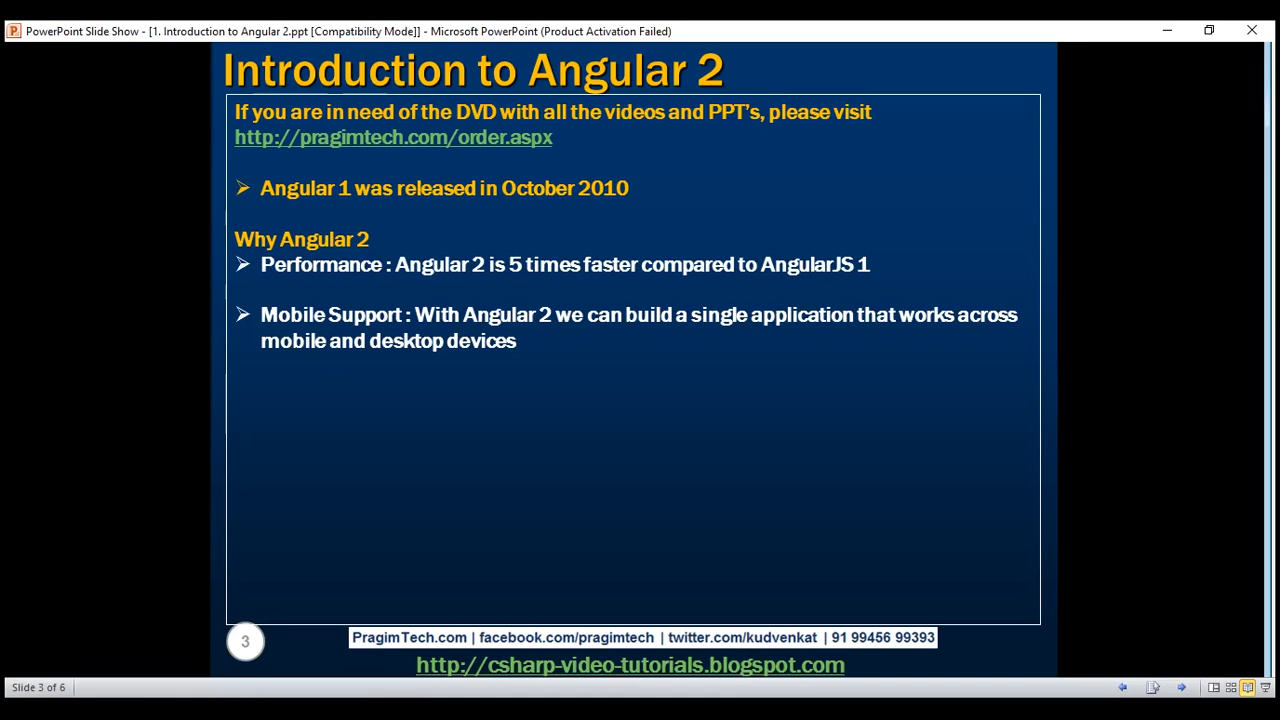 PowerPoint Slide Show - [1. Introduction to Angular 2.ppt [Compatibility Mode]] - Microsoft PowerPoint (Product Activation Failed)
Introduction to Angular 2
If you are in need of the DVD with all the videos and PPT's, please visit
http://pragimtech.com/order.aspx
Angular 1 was released in October 2010
Why Angular 2
Performance : Angular 2 is 5 times faster compared to AngularJS 1
Mobile Support : With Angular 2 we can build a single application that works across
mobile and desktop devices
3
PragimTech.com | facebook.com/pragimtech | twitter.com/kudvenkat | 91 99456 99393
http://csharp-video-tutorials.blogspot.com
Slide 3 of 6